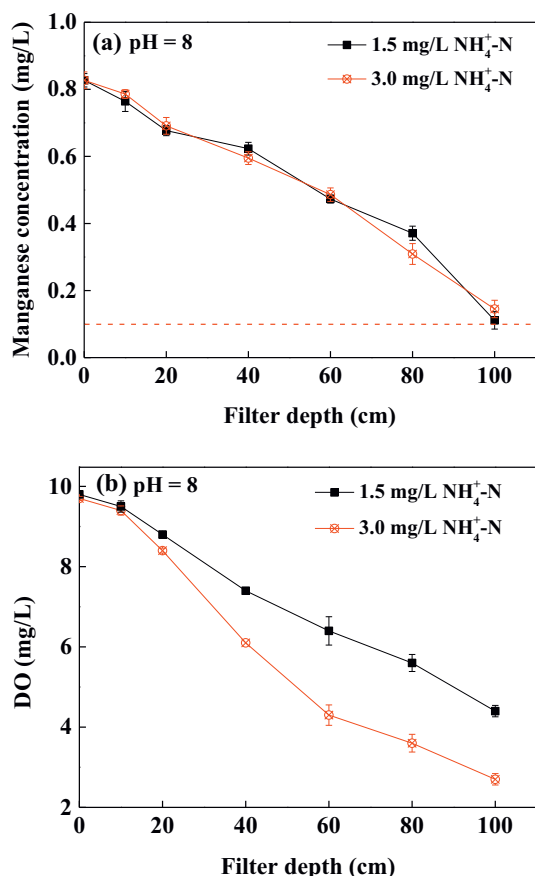 (a) pH = 8
1.5 mg/L NH₄⁺-N
3.0 mg/L NH₄⁺-N
Manganese concentration (mg/L)
1.0
0.8
0.6
0.4
0.2
0.0
0 20 40 60 80 100
Filter depth (cm)
(b) pH = 8
1.5 mg/L NH₄⁺-N
3.0 mg/L NH₄⁺-N
DO (mg/L)
10
8
6
4
2
0 20 40 60 80 100
Filter depth (cm)